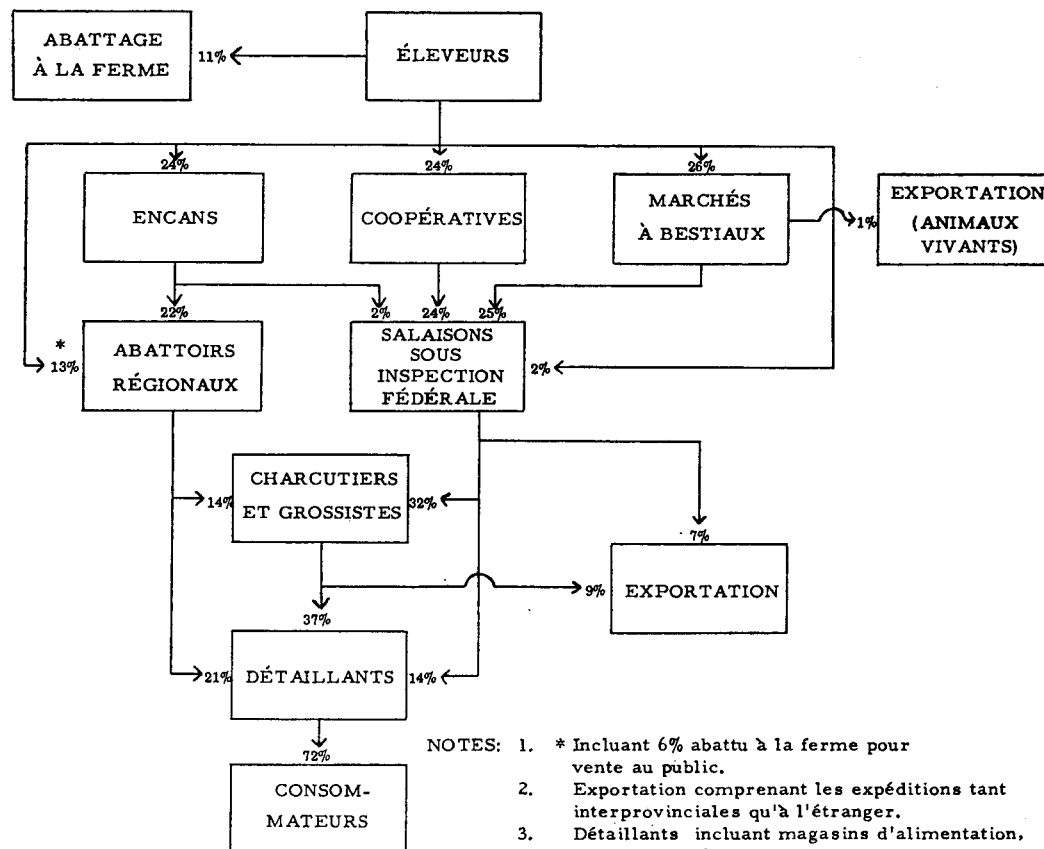 ABATTAGE
À LA FERME
11%
ÉLEVEURS
24%
24%
26%
ENCANS
COOPÉRATIVES
MARCHÉS
À BESTIAUX
1%
EXPORTATION
(ANIMAUX
VIVANTS)
22%
2%
24%
25%
*
13%
ABATTOIRS
RÉGIONAUX
SALAISONS
SOUS
INSPECTION
FÉDÉRALE
2%
14%
CHARCUTIERS
ET GROSSISTES
32%
7%
9%
EXPORTATION
37%
21%
DÉTAILLANTS
14%
72%
CONSOM-
MATEURS
NOTES: 1. * Incluant 6% abattu à la ferme pour
vente au public.
2. Exportation comprenant les expéditions tant
interprovinciales qu'à l'étranger.
3. Détaillants incluant magasins d'alimentation,